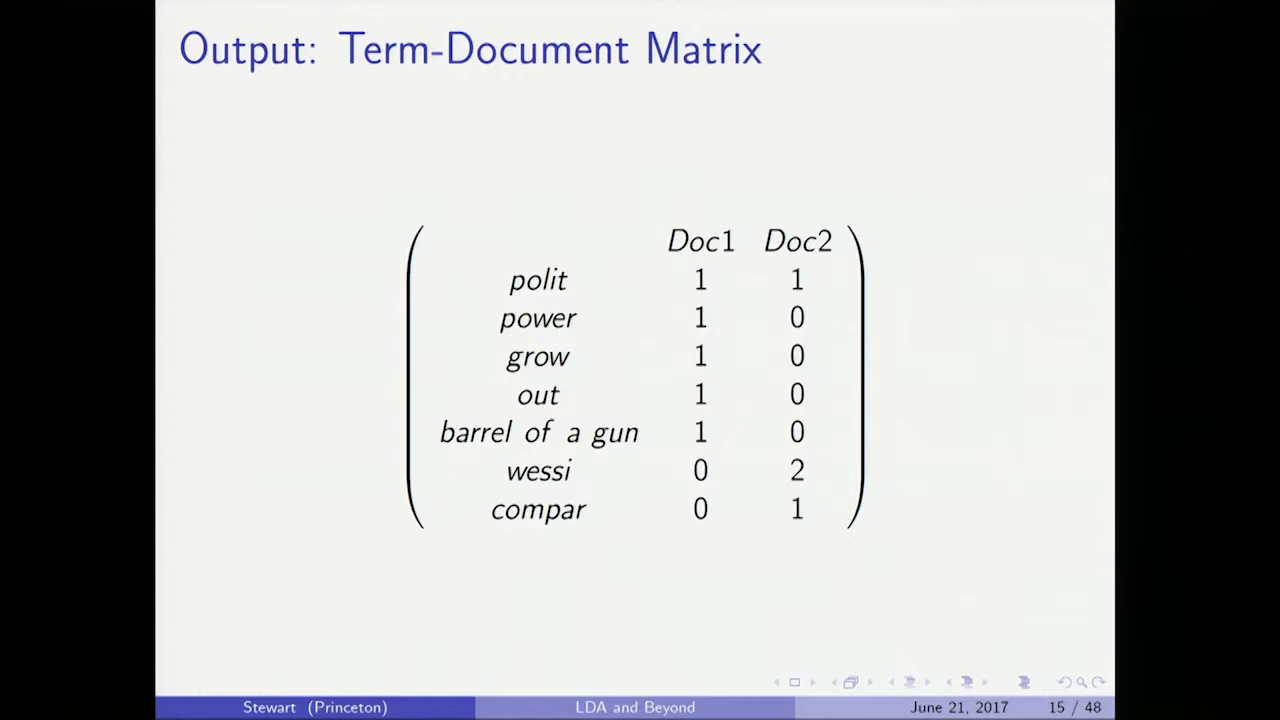 Output: Term-Document Matrix
Doc1 Doc2
polit 1 1
power 1 0
grow 1 0
out 1 0
barrel of a gun 1 0
wessi 0 2
compar 0 1
Stewart (Princeton) LDA and Beyond June 21, 2017 15 / 48